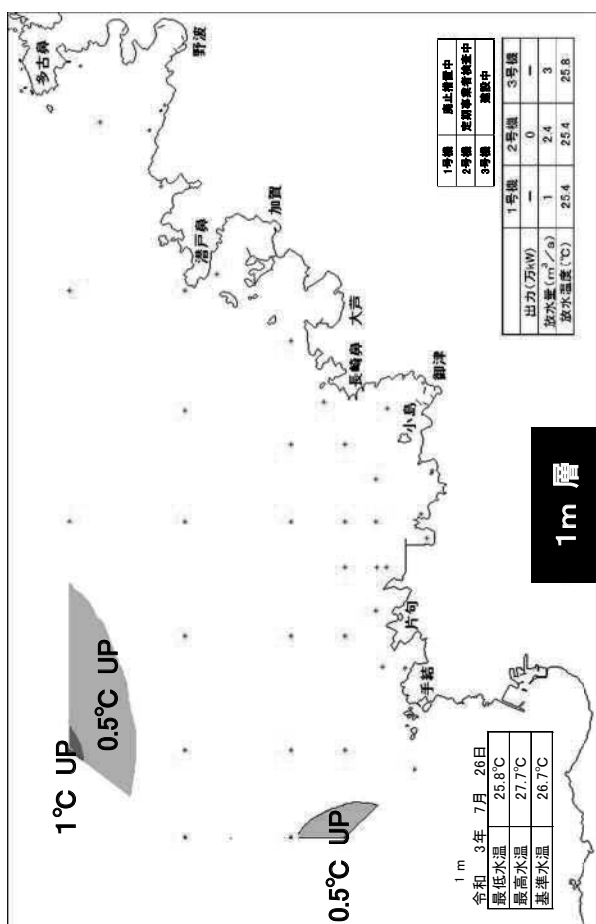 多古鼻
野波
潜戸鼻
加賀
大芦
長崎鼻
御津
小島
片句
手結
1℃ UP
0.5℃ UP
0.5℃ UP
1m 層
1号機 廃止措置中
2号機 定期事業者検査中
3号機 建設中
1号機 2号機 3号機
出力(万kW) ー 0 ー
放水量(m³/s) 1 2.4 3
放水温度(℃) 25.4 25.4 25.8
1 m
令和 3年 7月 26日
最低水温 25.8℃
最高水温 27.7℃
基準水温 26.7℃